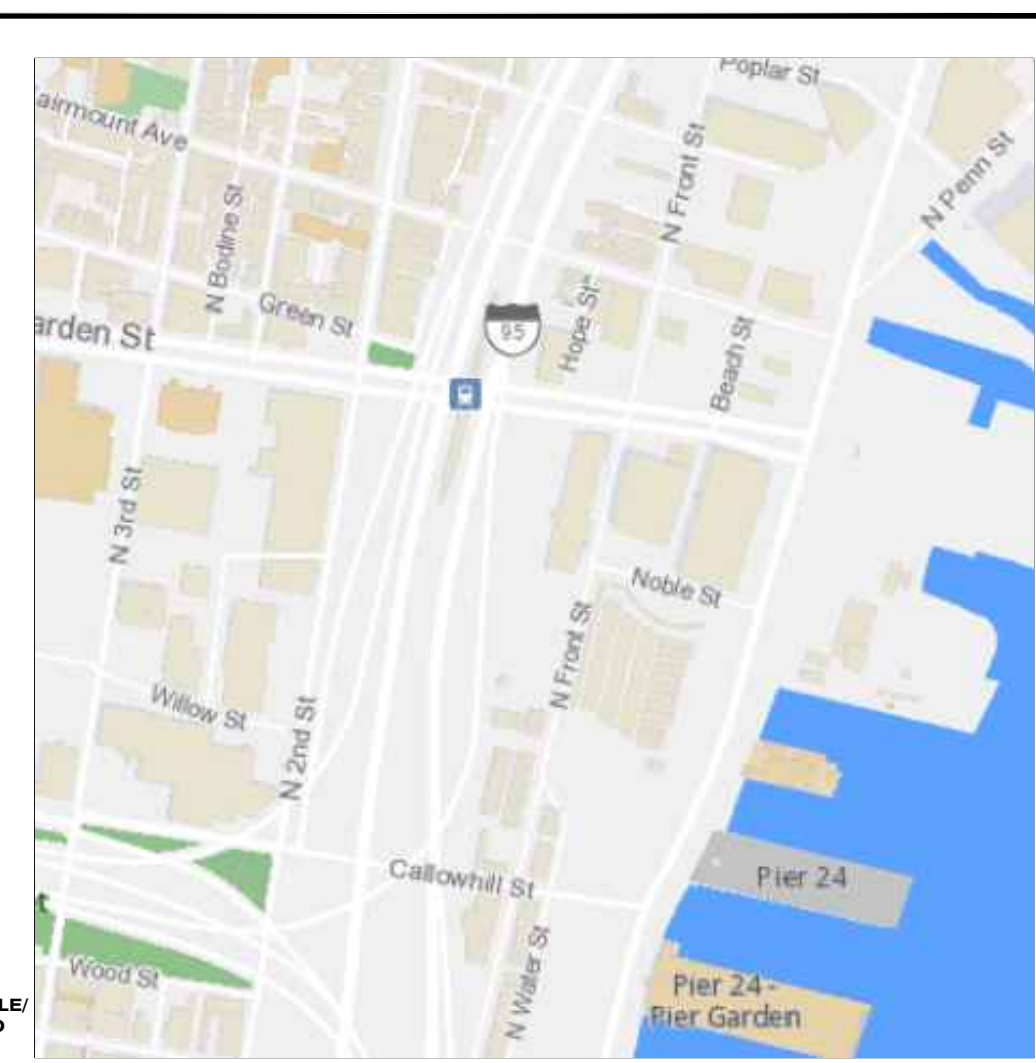 Poplar St
airmount Ave
N Front St
N Penn St
N Bodine St
Green St
arden St
95
Hope St
Beach St
N 3rd St
Noble St
N Front St
Willow St
N 2nd St
Callowhill St
Pier 24
t
Wood St
N Water St
Pier 24 -
Pier Garden
LE/